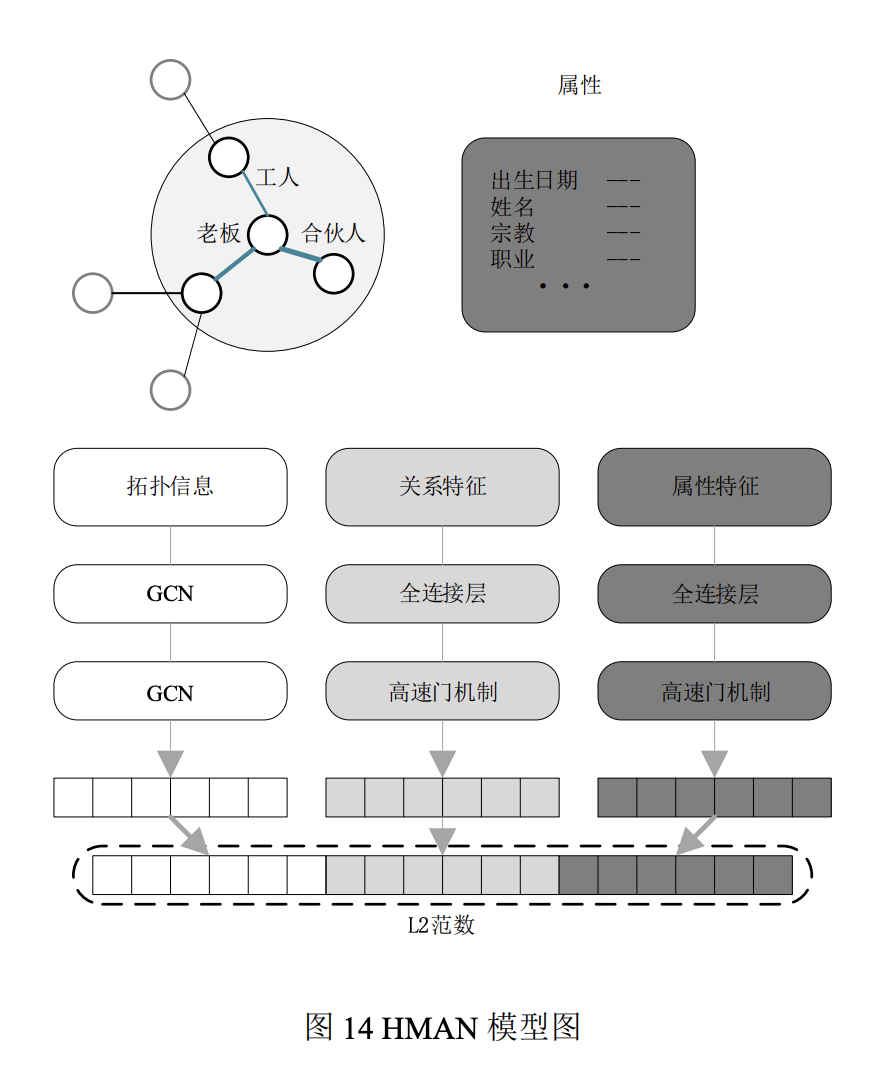 属性
工人
老板
合伙人
出生日期 ---
姓名 ---
宗教 ---
职业 ---
...
拓扑信息
关系特征
属性特征
GCN
全连接层
全连接层
GCN
高速门机制
高速门机制
L2范数
图 14 HMAN 模型图